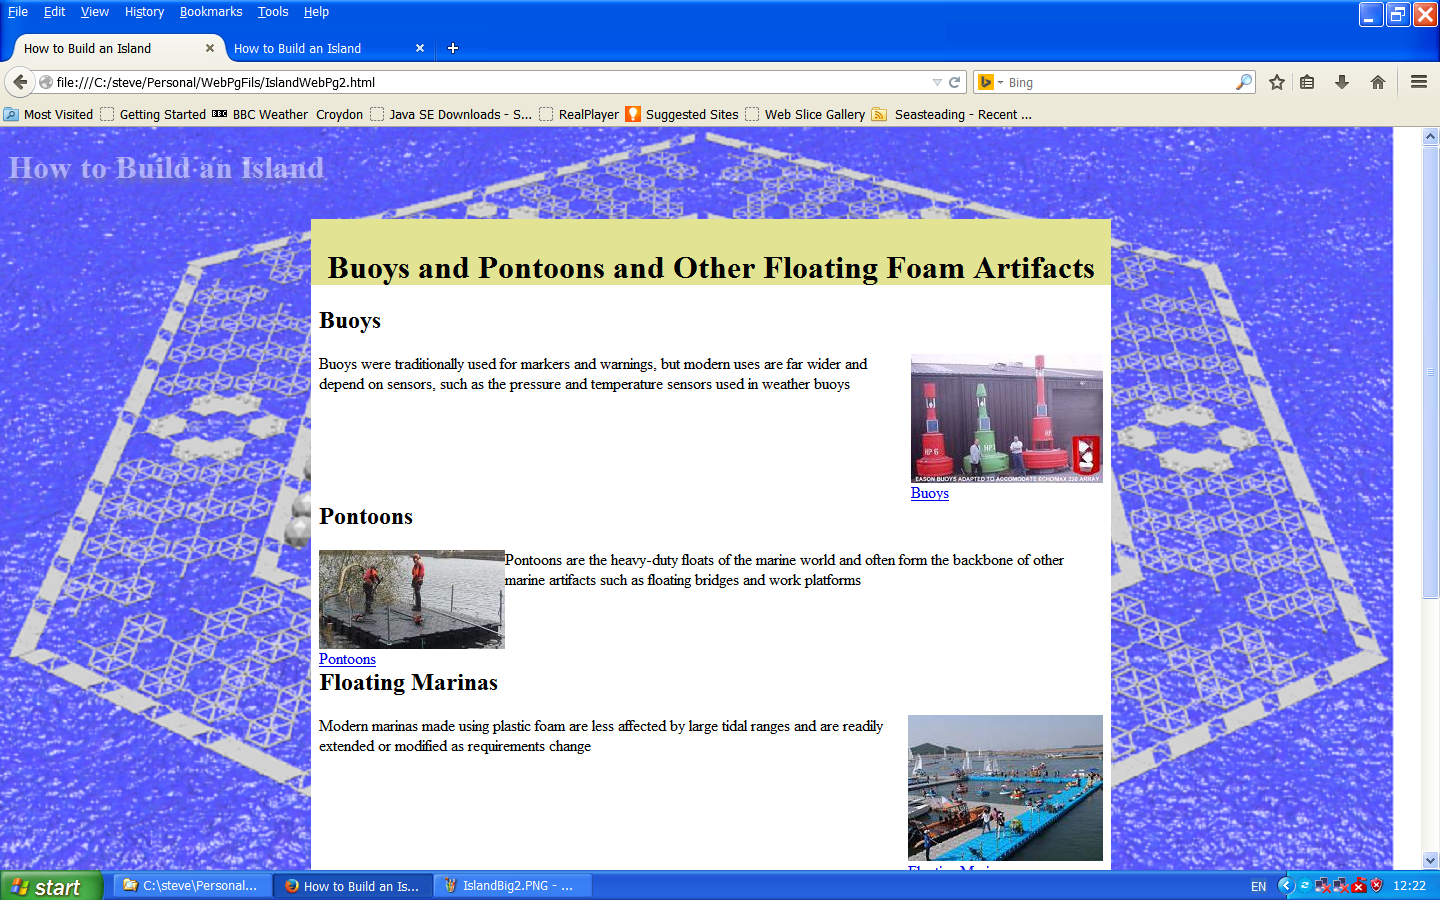 File Edit View History Bookmarks Tools Help
How to Build an Island
How to Build an Island
file:///C:/steve/Personal/WebPgFils/IslandWebPg2.html
Bing
Most Visited Getting Started BBC BBC Weather Croydon Java SE Downloads - S... RealPlayer Suggested Sites Web Slice Gallery Seasteading - Recent ...
How to Build an Island
Buoys and Pontoons and Other Floating Foam Artifacts
Buoys
Buoys were traditionally used for markers and warnings, but modern uses are far wider and
depend on sensors, such as the pressure and temperature sensors used in weather buoys
HP 6
EASON BUOYS ADAPTED TO ACCOMODATE ECHOMAX 230 ARRAY
Buoys
Pontoons
Pontoons are the heavy-duty floats of the marine world and often form the backbone of other
marine artifacts such as floating bridges and work platforms
Pontoons
Floating Marinas
Modern marinas made using plastic foam are less affected by large tidal ranges and are readily
extended or modified as requirements change
start C:\steve\Personal... How to Build an Is... IslandBig2.PNG - ... EN 12:22